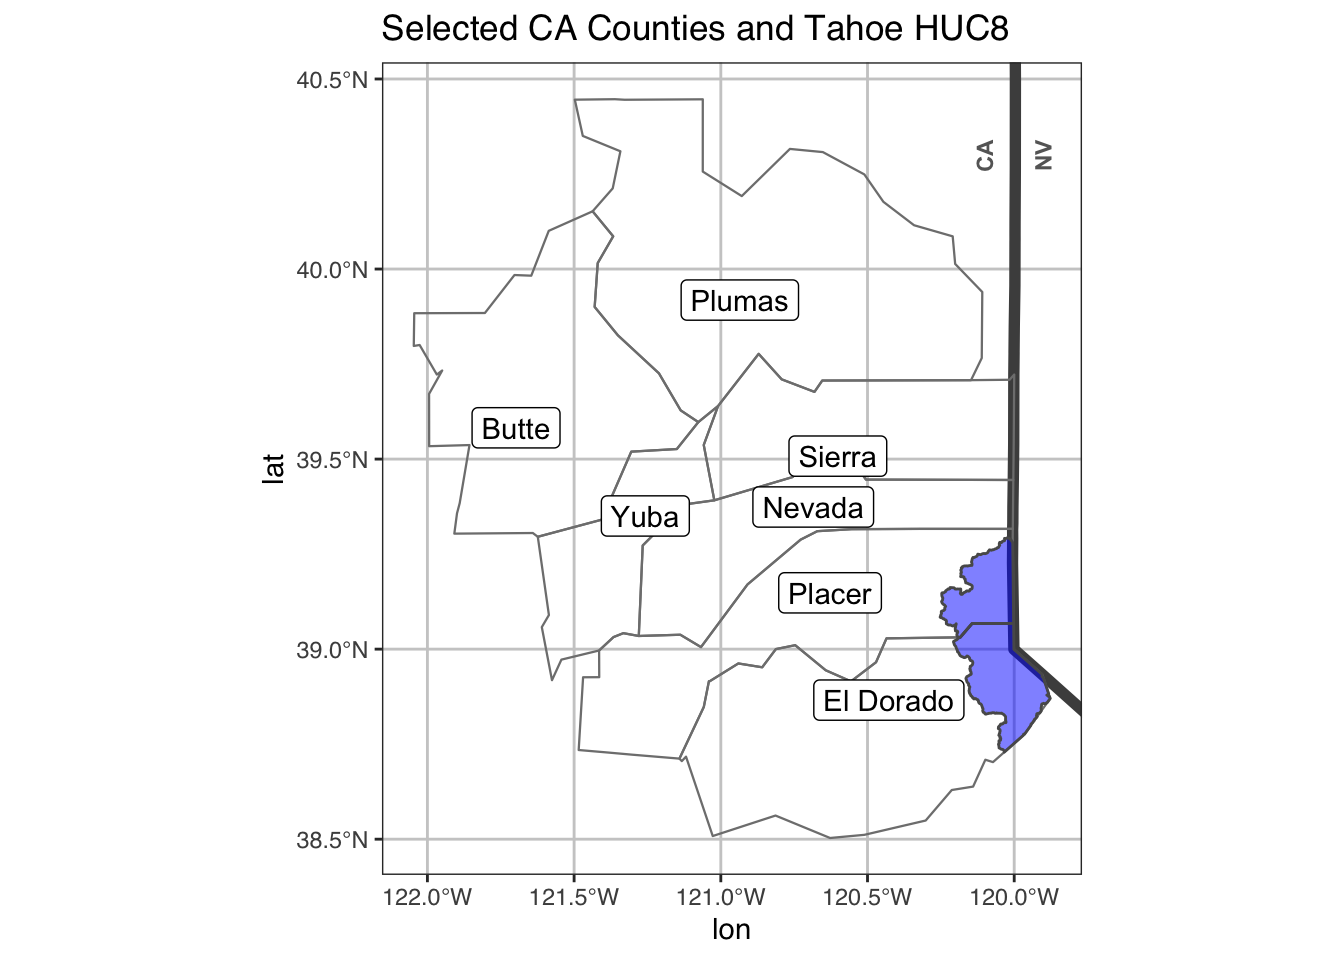 Selected CA Counties and Tahoe HUC8
40.5°N
40.0°N
39.5°N
39.0°N
38.5°N
lat
CA
NV
Plumas
Butte
Sierra
Nevada
Yuba
Placer
El Dorado
122.0°W
121.5°W
121.0°W
120.5°W
120.0°W
lon